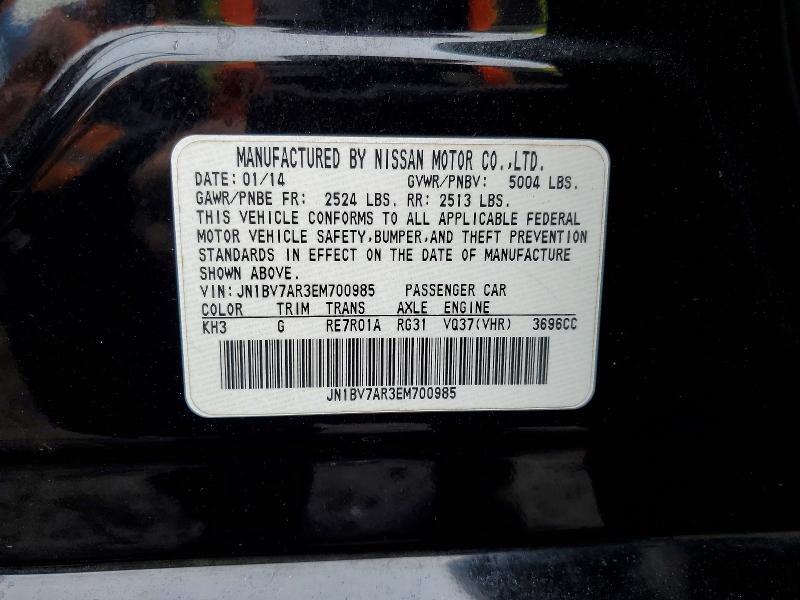 MANUFACTURED BY NISSAN MOTOR CO.,LTD.
DATE: 01/14 GVWR/PNBV: 5004 LBS.
GAWR/PNBE FR: 2524 LBS. RR: 2513 LBS.
THIS VEHICLE CONFORMS TO ALL APPLICABLE FEDERAL
MOTOR VEHICLE SAFETY,BUMPER,AND THEFT PREVENTION
STANDARDS IN EFFECT ON THE DATE OF MANUFACTURE
SHOWN ABOVE.
VIN: JN1BV7AR3EM700985 PASSENGER CAR
COLOR TRIM TRANS AXLE ENGINE
KH3 G RE7R01A RG31 VQ37(VHR) 3696CC
JN1BV7AR3EM700985